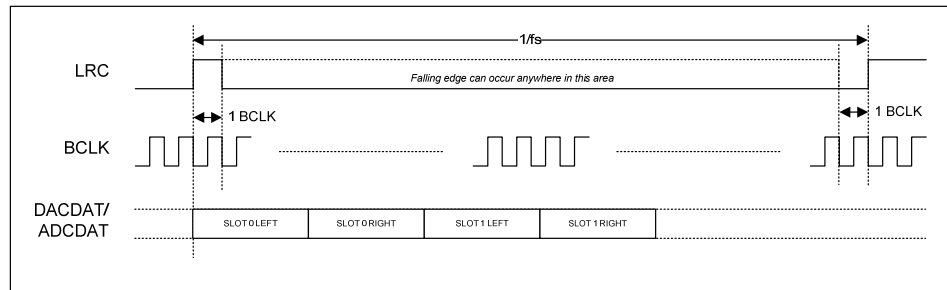 1/fs
LRC
Falling edge can occur anywhere in this area
1 BCLK
1 BCLK
BCLK
DACDAT/
ADCDAT
SLOT 0 LEFT
SLOT 0 RIGHT
SLOT 1 LEFT
SLOT 1 RIGHT